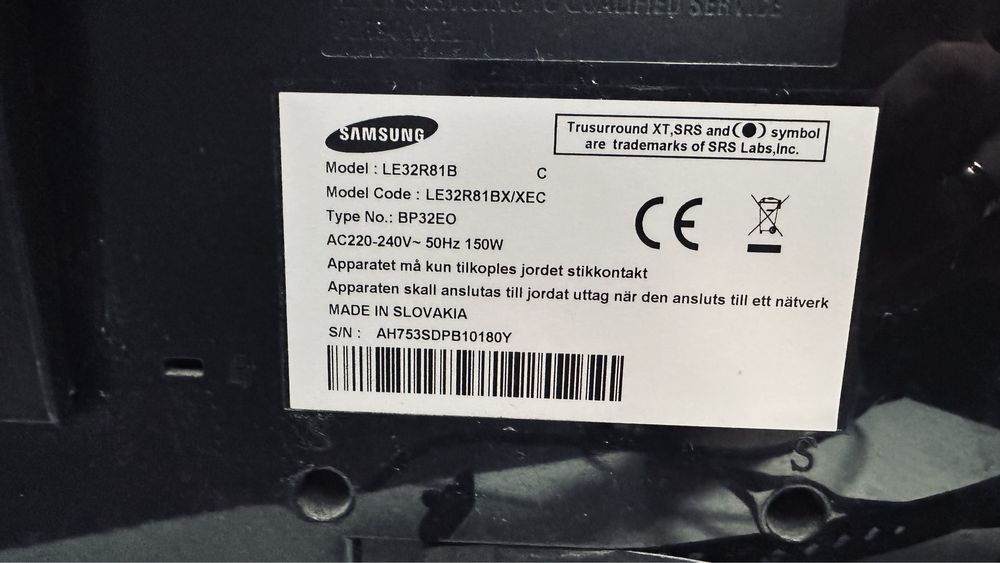 QUALIFIED SERVICE
SAMSUNG
Trusurround XT,SRS and symbol
are trademarks of SRS Labs,Inc.
Model : LE32R81B C
Model Code : LE32R81BX/XEC
Type No.: BP32EO
AC220-240V~ 50Hz 150W
Apparatet må kun tilkoples jordet stikkontakt
Apparaten skall anslutas till jordat uttag när den ansluts till ett nätverk
MADE IN SLOVAKIA
S/N : AH753SDPB10180Y
S